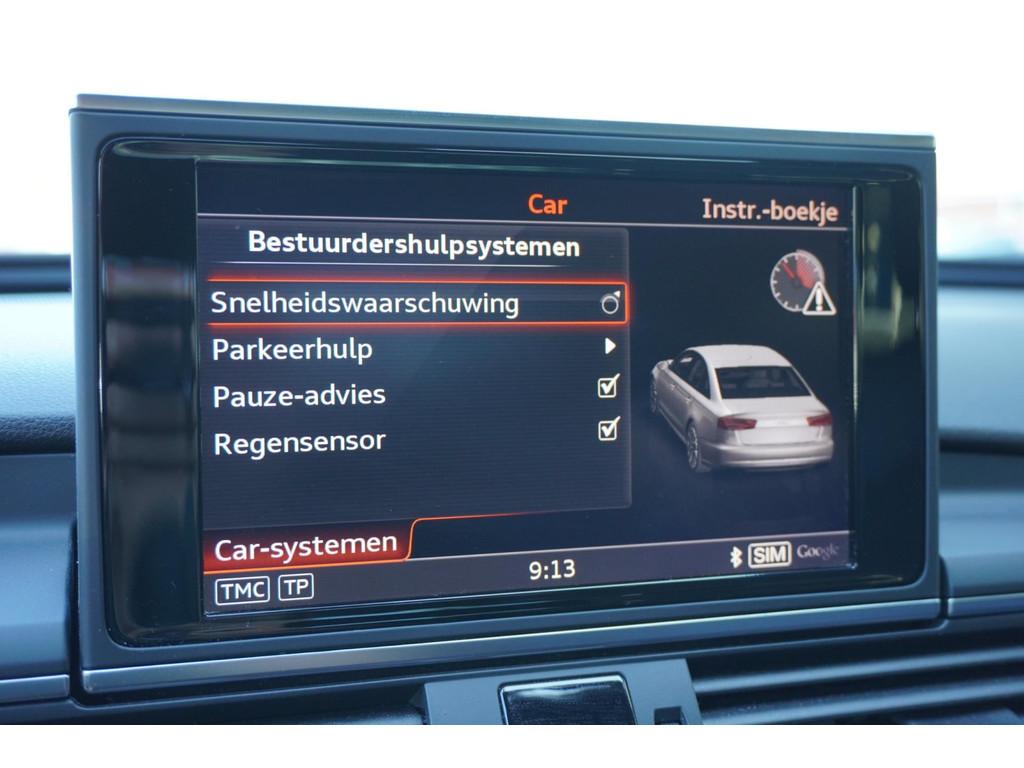 Car
Instr.-boekje
Bestuurdershulpsystemen
Snelheidswaarschuwing
Parkeerhulp
Pauze-advies
Regensensor
Car-systemen
TMC TP
9:13
SIM Google